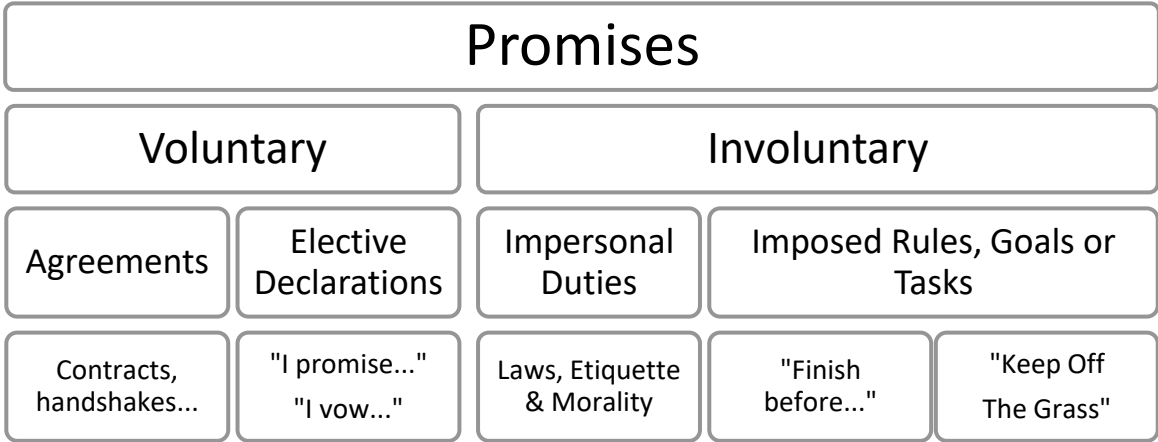 Promises
Voluntary
Involuntary
Agreements
Elective
Declarations
Impersonal
Duties
Imposed Rules, Goals or
Tasks
Contracts,
handshakes...
"I promise..."
"I vow..."
Laws, Etiquette
& Morality
"Finish
before..."
"Keep Off
The Grass"